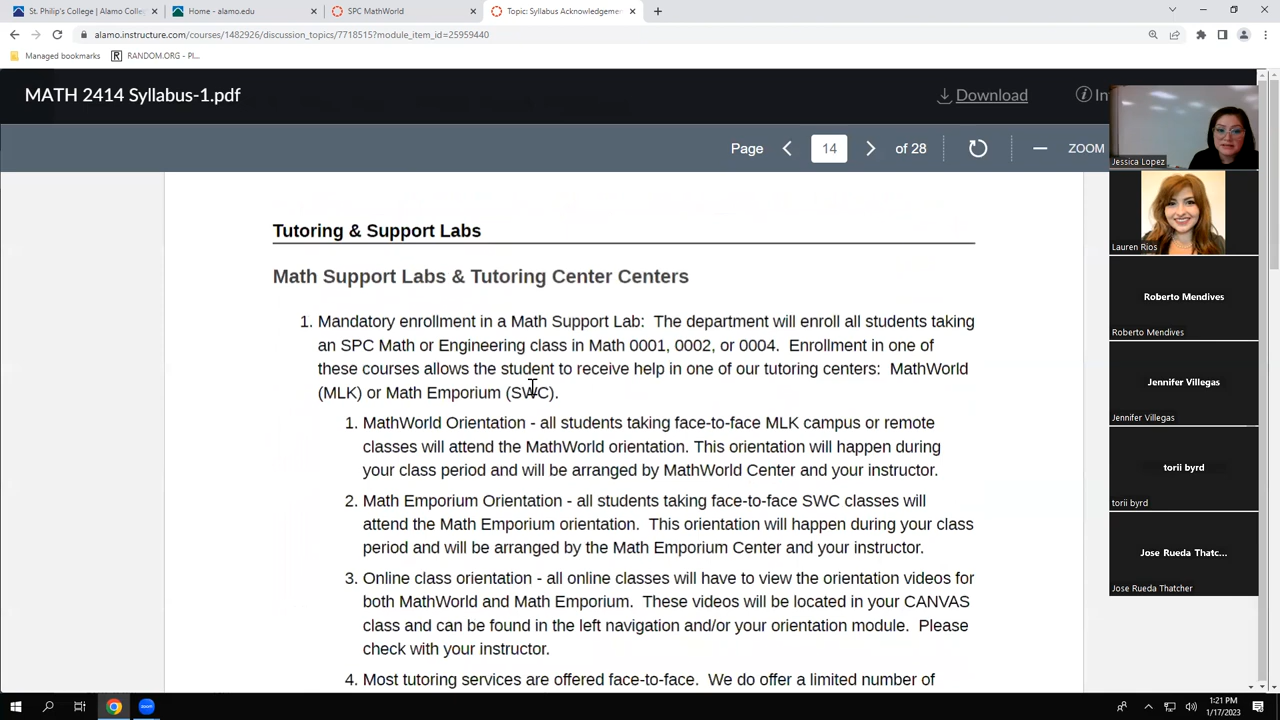 St. Philip's College | Alamo Colleg
Home - alamo.edu
SPC MathWorld
Topic: Syllabus Acknowledgemer
alamo.instructure.com/courses/1482926/discussion_topics/7718515?module_item_id=25959440
Managed bookmarks
RANDOM.ORG - Pl...
MATH 2414 Syllabus-1.pdf
Download
In
Page
14
of 28
ZOOM
Tutoring & Support Labs
Math Support Labs & Tutoring Center Centers
1. Mandatory enrollment in a Math Support Lab: The department will enroll all students taking
an SPC Math or Engineering class in Math 0001, 0002, or 0004. Enrollment in one of
these courses allows the student to receive help in one of our tutoring centers: MathWorld
(MLK) or Math Emporium (SWC).
1. MathWorld Orientation - all students taking face-to-face MLK campus or remote
classes will attend the MathWorld orientation. This orientation will happen during
your class period and will be arranged by MathWorld Center and your instructor.
2. Math Emporium Orientation - all students taking face-to-face SWC classes will
attend the Math Emporium orientation. This orientation will happen during your class
period and will be arranged by the Math Emporium Center and your instructor.
3. Online class orientation - all online classes will have to view the orientation videos for
both MathWorld and Math Emporium. These videos will be located in your CANVAS
class and can be found in the left navigation and/or your orientation module. Please
check with your instructor.
4. Most tutoring services are offered face-to-face. We do offer a limited number of
Jessica Lopez
Lauren Rios
Roberto Mendives
Roberto Mendives
Jennifer Villegas
Jennifer Villegas
torii byrd
torii byrd
Jose Rueda Thatc...
Jose Rueda Thatcher
zoom
1:21 PM
1/17/2023